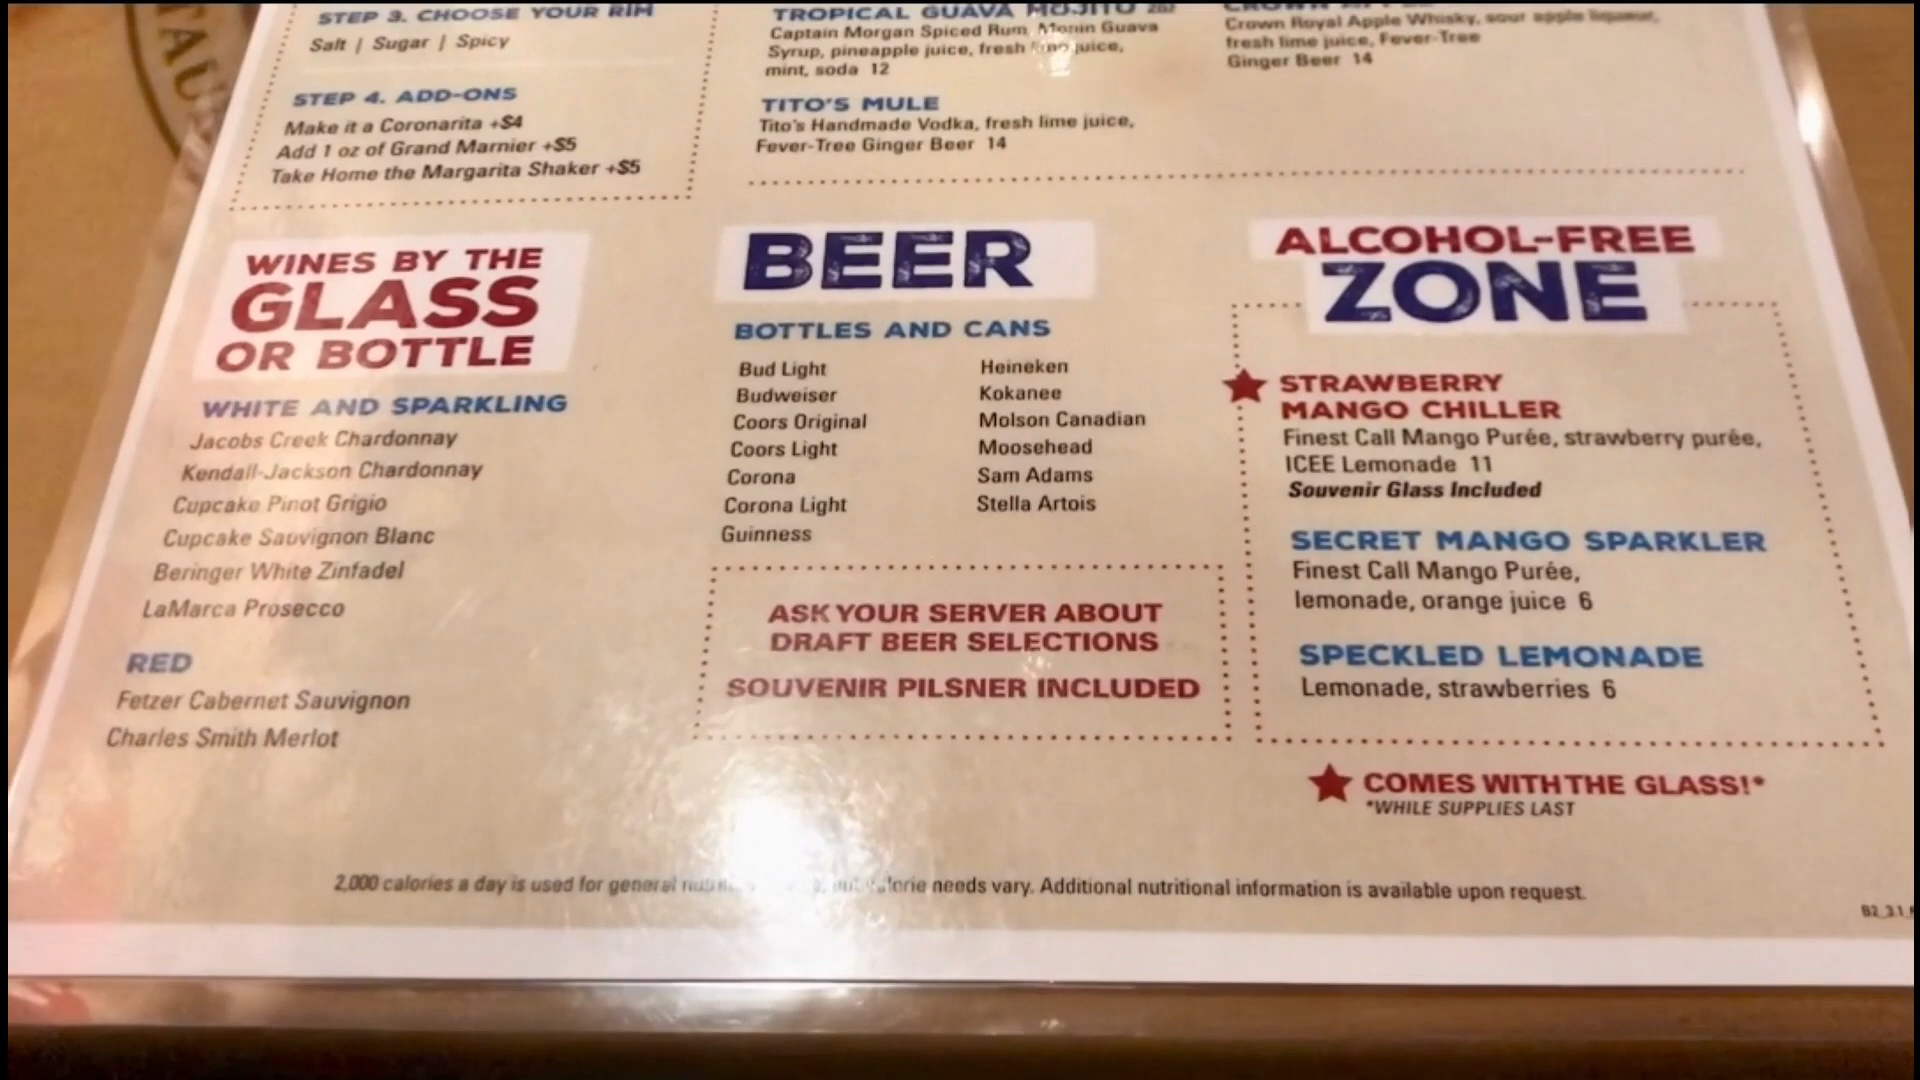 TAU
STEP 3. CHOOSE YOUR RIM
Salt | Sugar | Spicy
STEP 4. ADD-ONS
Make it a Coronarita +$4
Add 1 oz of Grand Marnier +$5
Take Home the Margarita Shaker +$5
TROPICAL GUAVA MOJITO
Captain Morgan Spiced Rum, Monin Guava
Syrup, pineapple juice, fresh lime juice,
mint, soda 12
TITO'S MULE
Tito's Handmade Vodka, fresh lime juice,
Fever-Tree Ginger Beer 14
Crown Royal Apple Whisky, sour apple liqueur,
fresh lime juice, Fever-Tree
Ginger Beer 14
WINES BY THE
GLASS
OR BOTTLE
WHITE AND SPARKLING
Jacobs Creek Chardonnay
Kendall-Jackson Chardonnay
Cupcake Pinot Grigio
Cupcake Sauvignon Blanc
Beringer White Zinfadel
LaMarca Prosecco
RED
Fetzer Cabernet Sauvignon
Charles Smith Merlot
BEER
BOTTLES AND CANS
Bud Light
Budweiser
Coors Original
Coors Light
Corona
Corona Light
Guinness
Heineken
Kokanee
Molson Canadian
Moosehead
Sam Adams
Stella Artois
ASK YOUR SERVER ABOUT
DRAFT BEER SELECTIONS
SOUVENIR PILSNER INCLUDED
ALCOHOL-FREE
ZONE
STRAWBERRY
MANGO CHILLER
Finest Call Mango Purée, strawberry purée,
ICEE Lemonade 11
Souvenir Glass Included
SECRET MANGO SPARKLER
Finest Call Mango Purée,
lemonade, orange juice 6
SPECKLED LEMONADE
Lemonade, strawberries 6
COMES WITH THE GLASS!*
*WHILE SUPPLIES LAST
2,000 calories a day is used for general needs vary. Additional nutritional information is available upon request.
B2_3.1